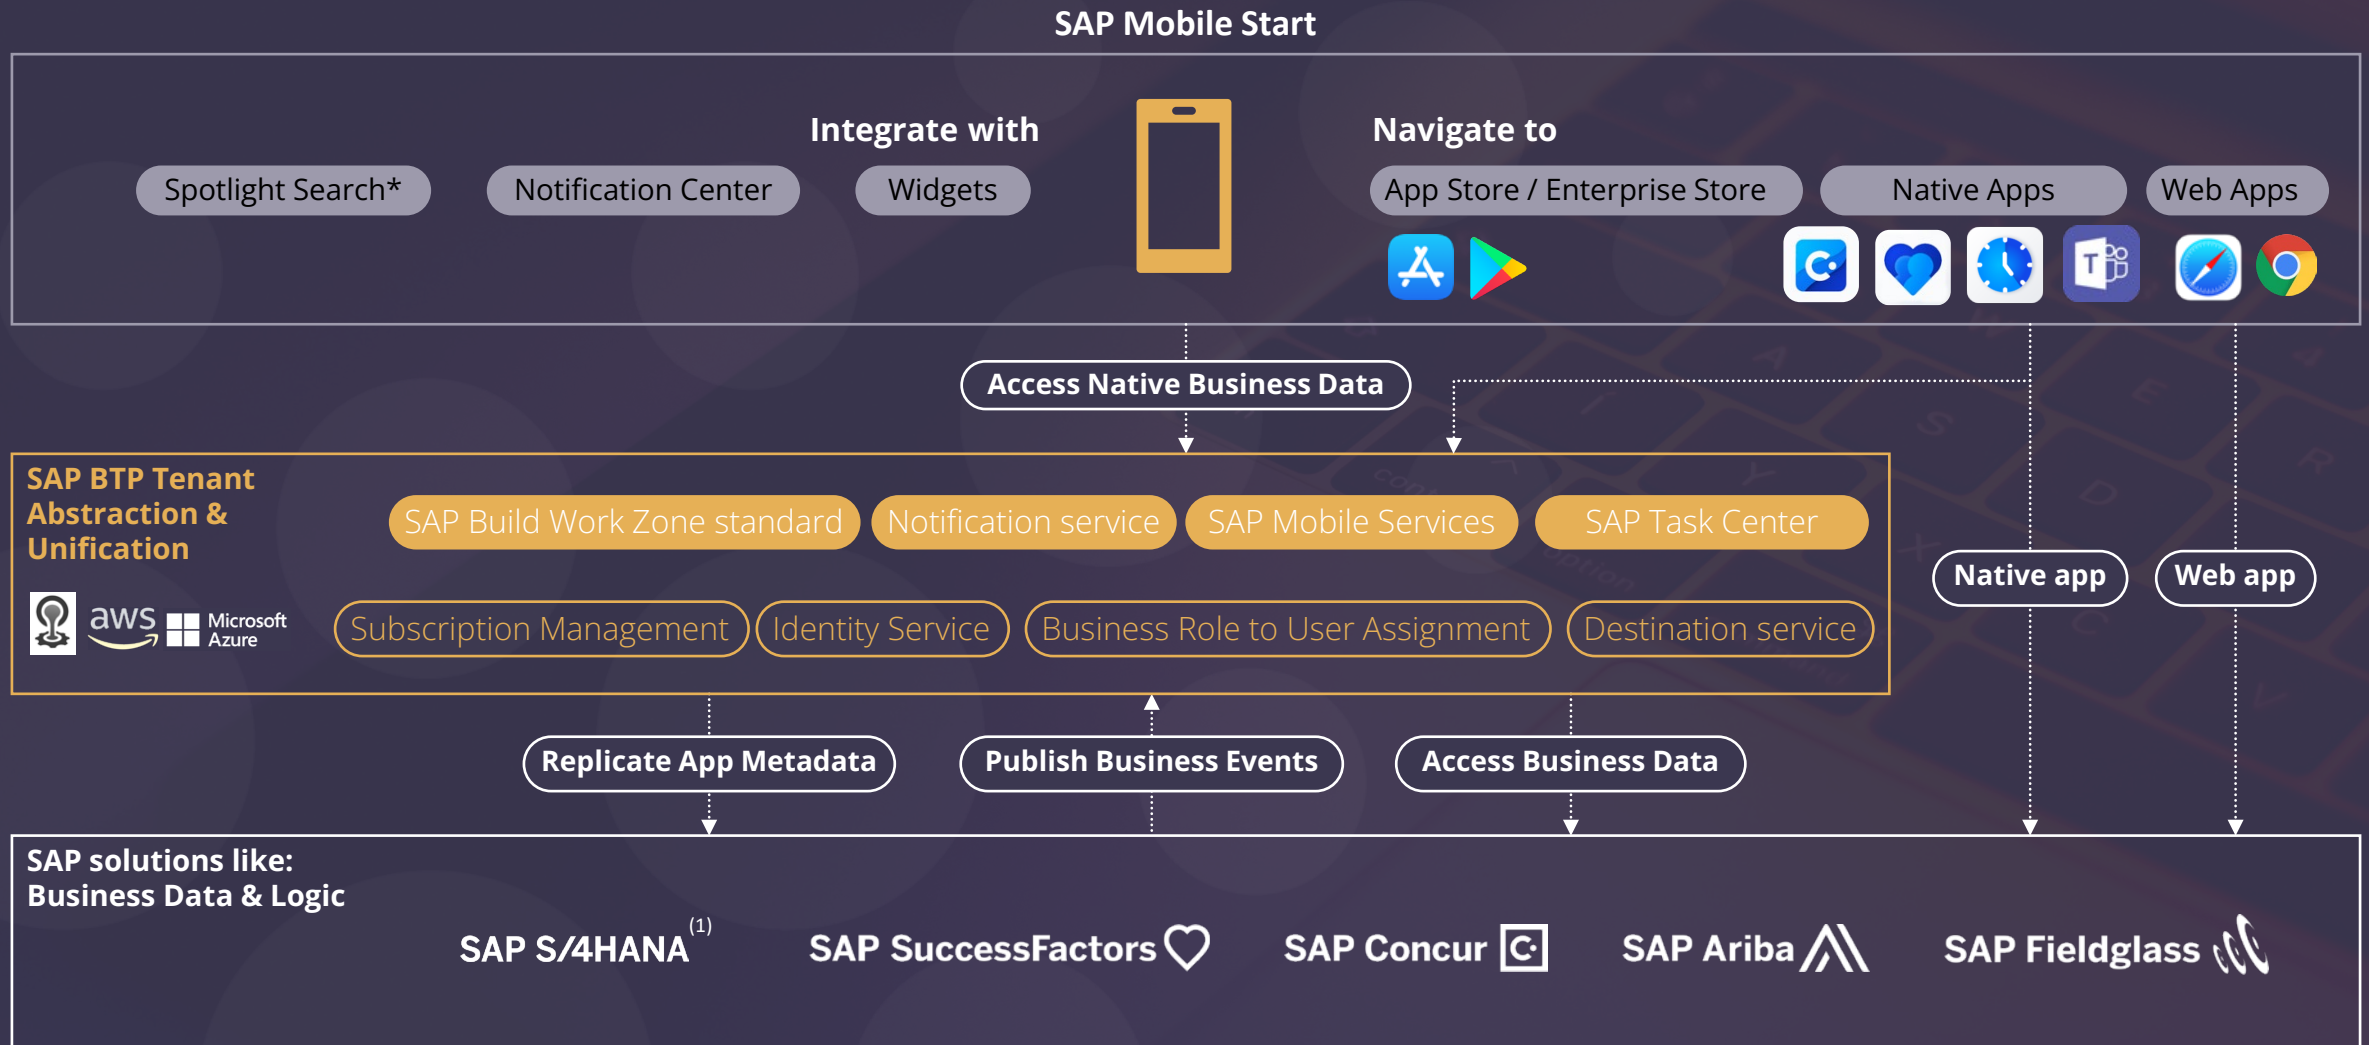 SAP Mobile Start
Integrate with
Navigate to
Spotlight Search*
Notification Center
Widgets
App Store / Enterprise Store
Native Apps
Web Apps
Access Native Business Data
SAP BTP Tenant
Abstraction &
Unification
SAP Build Work Zone standard
Notification service
SAP Mobile Services
SAP Task Center
Native app
Web app
aws
Microsoft
Azure
Subscription Management
Identity Service
Business Role to User Assignment
Destination service
Replicate App Metadata
Publish Business Events
Access Business Data
SAP solutions like:
Business Data & Logic
SAP S/4HANA(1)
SAP SuccessFactors
SAP Concur
SAP Ariba
SAP Fieldglass